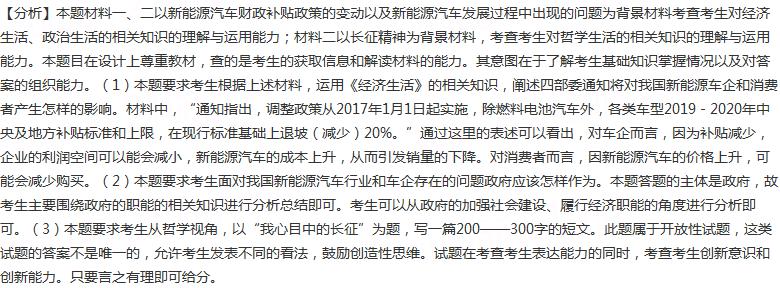 【分析】本题材料一、二以新能源汽车财政补贴政策的变动以及新能源汽车发展过程中出现的问题为背景材料考查考生对经济
生活、政治生活的相关知识的理解与运用能力；材料二以长征精神为背景材料，考查考生对哲学生活的相关知识的理解与运用
能力。本题目在设计上尊重教材，查的是考生的获取信息和解读材料的能力。其意图在于了解考生基础知识掌握情况以及对答
案的组织能力。（1）本题要求考生根据上述材料，运用《经济生活》的相关知识，阐述四部委通知将对我国新能源车企和消费
者产生怎样的影响。材料中，“通知指出，调整政策从2017年1月1日起实施，除燃料电池汽车外，各类车型2019－2020年中
央及地方补贴标准和上限，在现行标准基础上退坡（减少）20%。”通过这里的表述可以看出，对车企而言，因为补贴减少，
企业的利润空间可以能会减小，新能源汽车的成本上升，从而引发销量的下降。对消费者而言，因新能源汽车的价格上升，可
能会减少购买。（2）本题要求考生面对我国新能源汽车行业和车企存在的问题政府应该怎样作为。本题答题的主体是政府，故
考生主要围绕政府的职能的相关知识进行分析总结即可。考生可以从政府的加强社会建设、履行经济职能的角度进行分析即
可。（3）本题要求考生从哲学视角，以“我心目中的长征”为题，写一篇200——300字的短文。此题属于开放性试题，这类
试题的答案不是唯一的，允许考生发表不同的看法，鼓励创造性思维。试题在考查考生表达能力的同时，考查考生创新意识和
创新能力。只要言之有理即可给分。